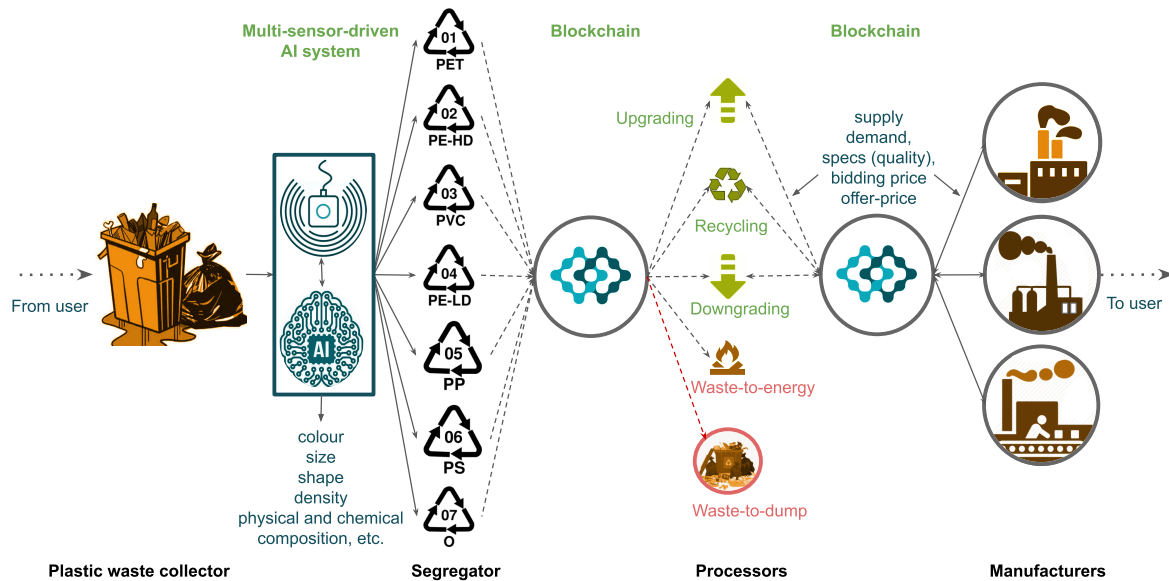 Multi-sensor-driven
AI system
Blockchain
Blockchain
01
PET
02
PE-HD
03
PVC
04
PE-LD
05
PP
06
PS
07
O
From user
AI
colour
size
shape
density
physical and chemical
composition, etc.
Upgrading
Recycling
Downgrading
Waste-to-energy
Waste-to-dump
supply
demand,
specs (quality),
bidding price
offer-price
To user
Plastic waste collector
Segregator
Processors
Manufacturers